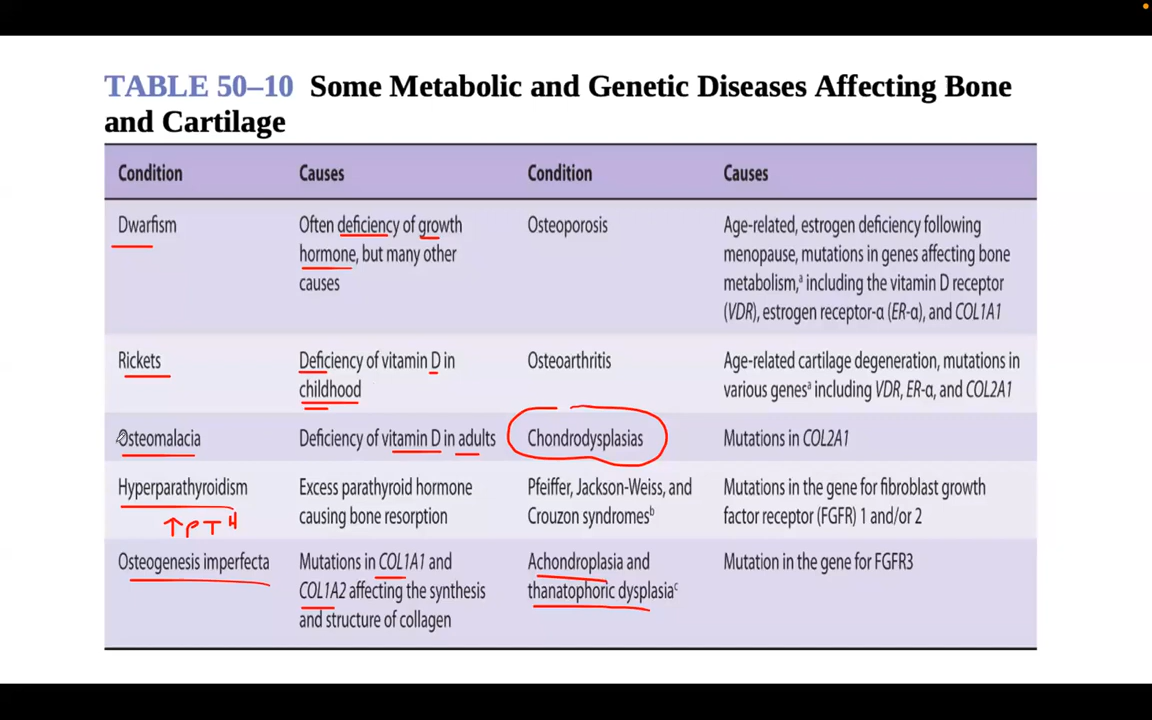 TABLE 50–10 Some Metabolic and Genetic Diseases Affecting Bone
and Cartilage
Condition Causes Condition Causes
Dwarfism
Often deficiency of growth
hormone, but many other
causes
Osteoporosis
Age-related, estrogen deficiency following
menopause, mutations in genes affecting bone
metabolism,ᵃ including the vitamin D receptor
(VDR), estrogen receptor-α (ER-α), and COL1A1
Rickets
Deficiency of vitamin D in
childhood
Osteoarthritis
Age-related cartilage degeneration, mutations in
various genesᵃ including VDR, ER-α, and COL2A1
Osteomalacia
Deficiency of vitamin D in adults
Chondrodysplasias
Mutations in COL2A1
Hyperparathyroidism
↑PTH
Excess parathyroid hormone
causing bone resorption
Pfeiffer, Jackson-Weiss, and
Crouzon syndromesᵇ
Mutations in the gene for fibroblast growth
factor receptor (FGFR) 1 and/or 2
Osteogenesis imperfecta
Mutations in COL1A1 and
COL1A2 affecting the synthesis
and structure of collagen
Achondroplasia and
thanatophoric dysplasiaᶜ
Mutation in the gene for FGFR3